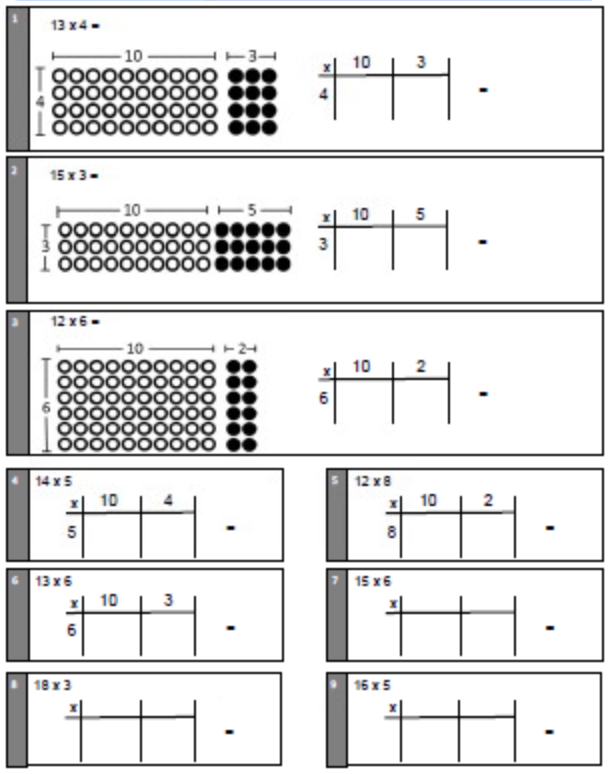 1
13 x 4 =
10 3
4
x 10 3
4
=
2
15 x 3 =
10 5
3
x 10 5
3
=
3
12 x 6 =
10 2
6
x 10 2
6
=
4
14 x 5
x 10 4
5
=
5
12 x 8
x 10 2
8
=
6
13 x 6
x 10 3
6
=
7
15 x 6
x
=
8
18 x 3
x
=
9
16 x 5
x
=